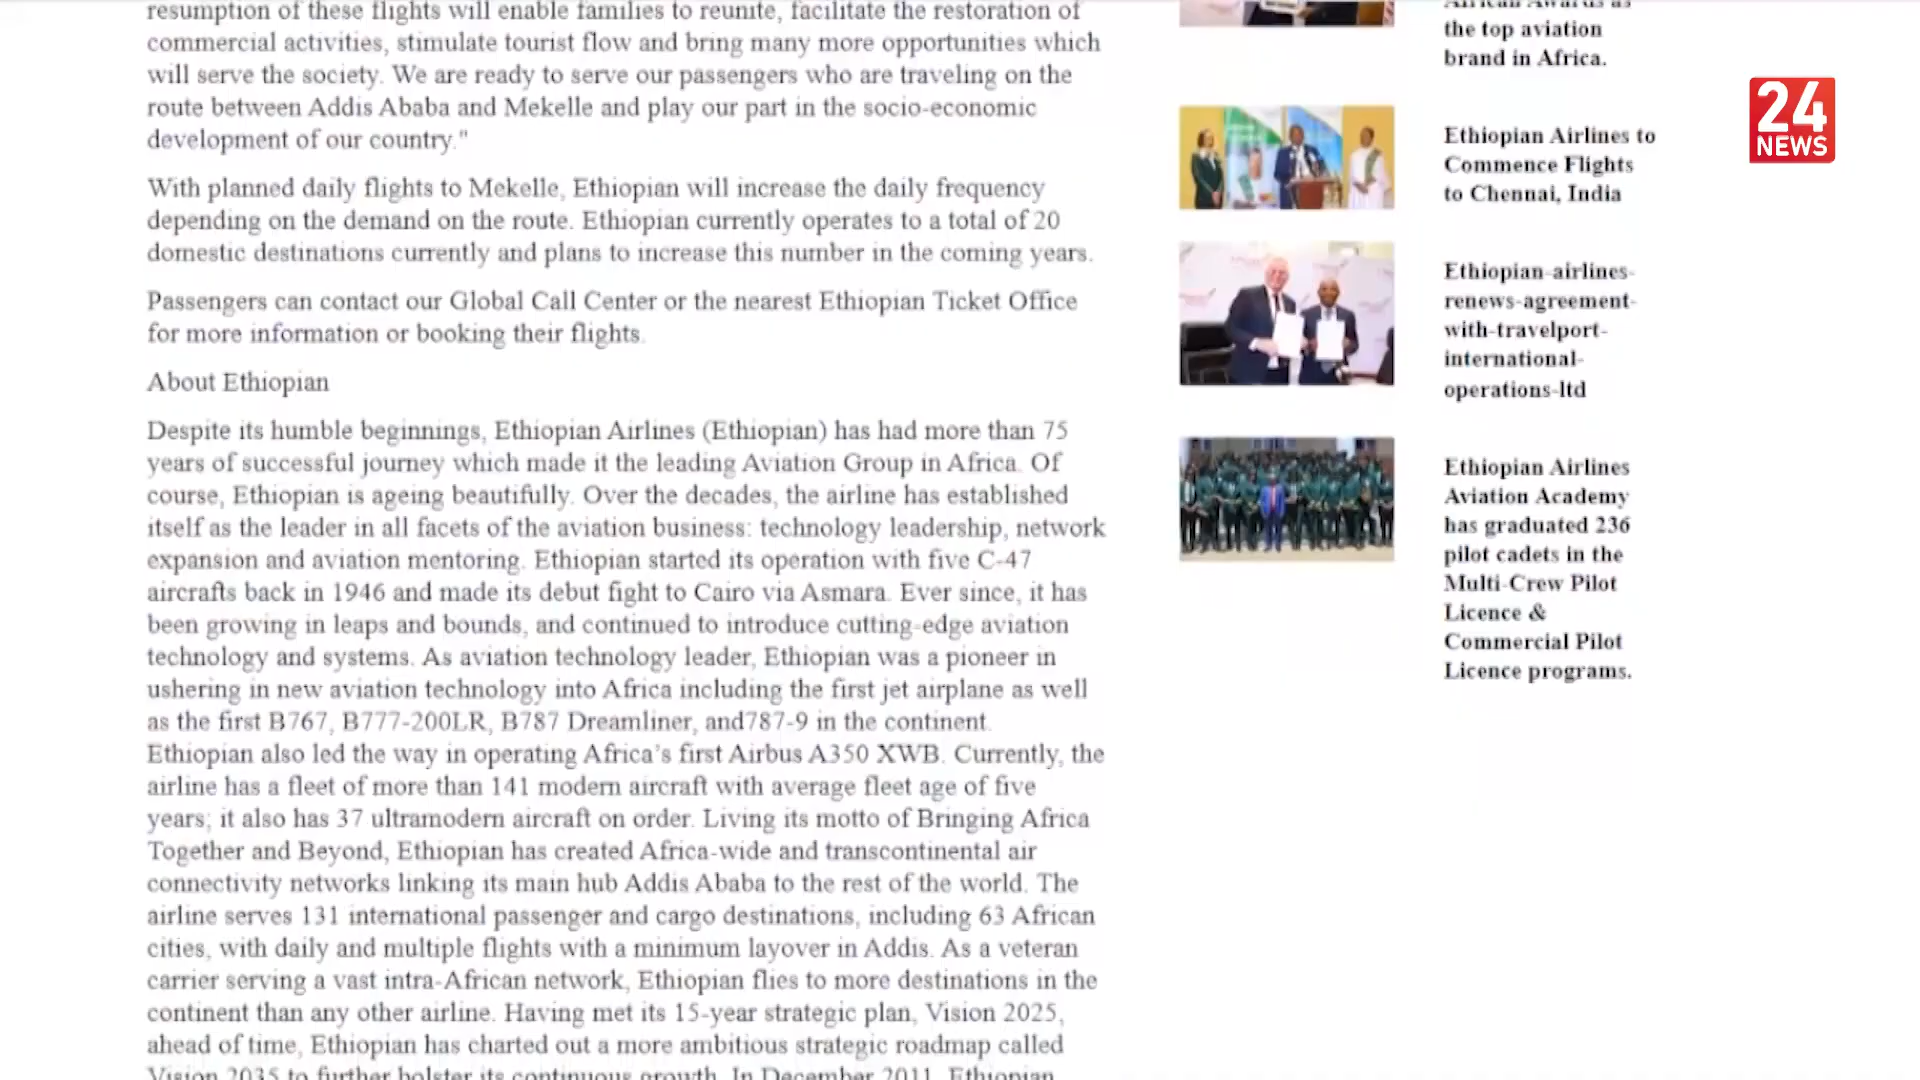 resumption of these flights will enable families to reunite, facilitate the restoration of
commercial activities, stimulate tourist flow and bring many more opportunities which
will serve the society. We are ready to serve our passengers who are traveling on the
route between Addis Ababa and Mekelle and play our part in the socio-economic
development of our country."
With planned daily flights to Mekelle, Ethiopian will increase the daily frequency
depending on the demand on the route. Ethiopian currently operates to a total of 20
domestic destinations currently and plans to increase this number in the coming years.
Passengers can contact our Global Call Center or the nearest Ethiopian Ticket Office
for more information or booking their flights.
About Ethiopian
Despite its humble beginnings, Ethiopian Airlines (Ethiopian) has had more than 75
years of successful journey which made it the leading Aviation Group in Africa. Of
course, Ethiopian is ageing beautifully. Over the decades, the airline has established
itself as the leader in all facets of the aviation business: technology leadership, network
expansion and aviation mentoring. Ethiopian started its operation with five C-47
aircrafts back in 1946 and made its debut fight to Cairo via Asmara. Ever since, it has
been growing in leaps and bounds, and continued to introduce cutting-edge aviation
technology and systems. As aviation technology leader, Ethiopian was a pioneer in
ushering in new aviation technology into Africa including the first jet airplane as well
as the first B767, B777-200LR, B787 Dreamliner, and787-9 in the continent.
Ethiopian also led the way in operating Africa's first Airbus A350 XWB. Currently, the
airline has a fleet of more than 141 modern aircraft with average fleet age of five
years; it also has 37 ultramodern aircraft on order. Living its motto of Bringing Africa
Together and Beyond, Ethiopian has created Africa-wide and transcontinental air
connectivity networks linking its main hub Addis Ababa to the rest of the world. The
airline serves 131 international passenger and cargo destinations, including 63 African
cities, with daily and multiple flights with a minimum layover in Addis. As a veteran
carrier serving a vast intra-African network, Ethiopian flies to more destinations in the
continent than any other airline. Having met its 15-year strategic plan, Vision 2025,
ahead of time, Ethiopian has charted out a more ambitious strategic roadmap called
Vision 2035 to further bolster its continuous growth. In December 2011, Ethiopian
African Awards as
the top aviation
brand in Africa.
Ethiopian Airlines to
Commence Flights
to Chennai, India
Ethiopian-airlines-
renews-agreement-
with-travelport-
international-
operations-ltd
Ethiopian Airlines
Aviation Academy
has graduated 236
pilot cadets in the
Multi-Crew Pilot
Licence &
Commercial Pilot
Licence programs.
24
NEWS